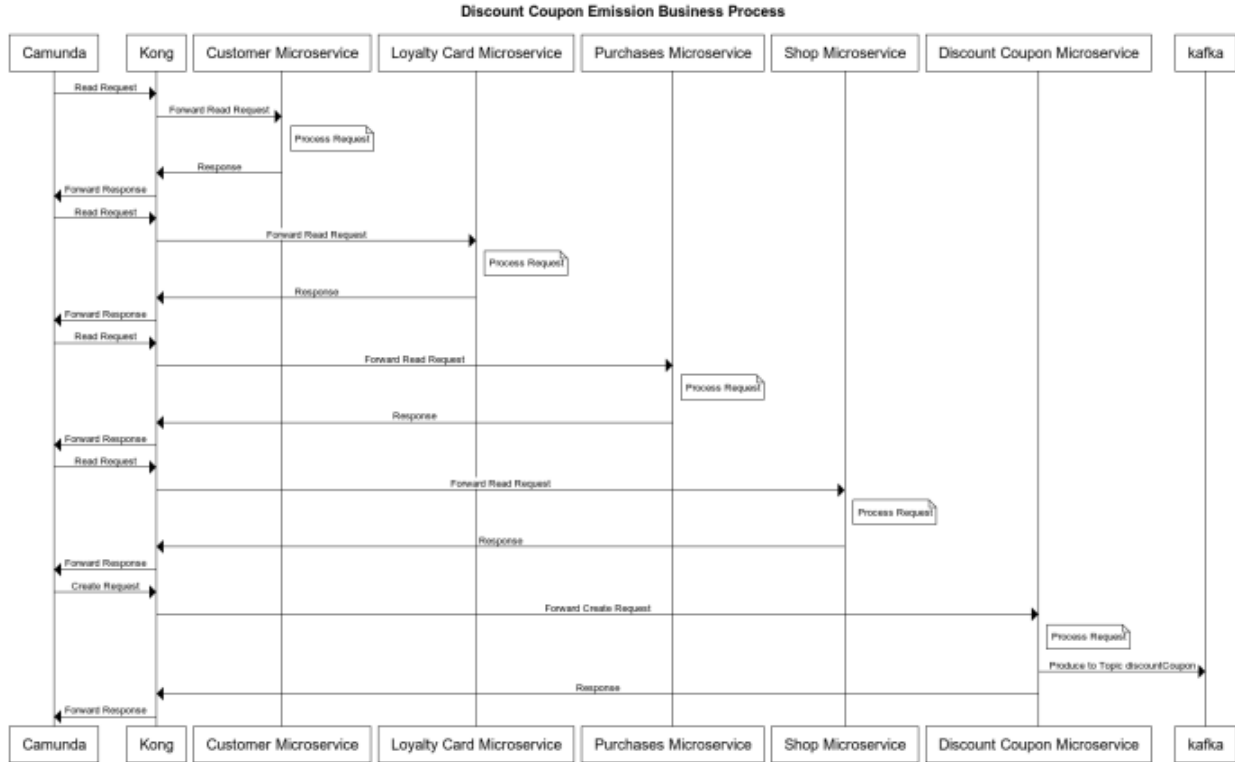 Discount Coupon Emission Business Process
Camunda Kong Customer Microservice Loyalty Card Microservice Purchases Microservice Shop Microservice Discount Coupon Microservice kafka
Read Request
Forward Read Request
Process Request
Response
Forward Response
Read Request
Forward Read Request
Process Request
Response
Forward Response
Read Request
Forward Read Request
Process Request
Response
Forward Response
Read Request
Forward Read Request
Process Request
Response
Forward Response
Create Request
Forward Create Request
Process Request
Produce to Topic discountCoupon
Response
Forward Response
Camunda Kong Customer Microservice Loyalty Card Microservice Purchases Microservice Shop Microservice Discount Coupon Microservice kafka